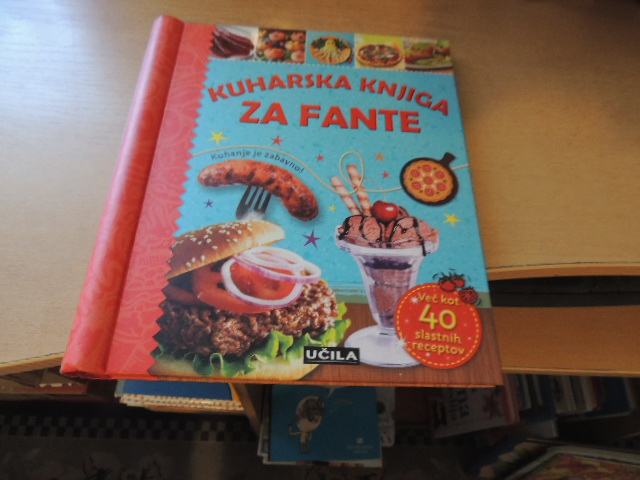 KUHARSKA KNJIGA
ZA FANTE
Kuhanje je zabavno!
Več kot
40
slastnih
receptov
UČILA